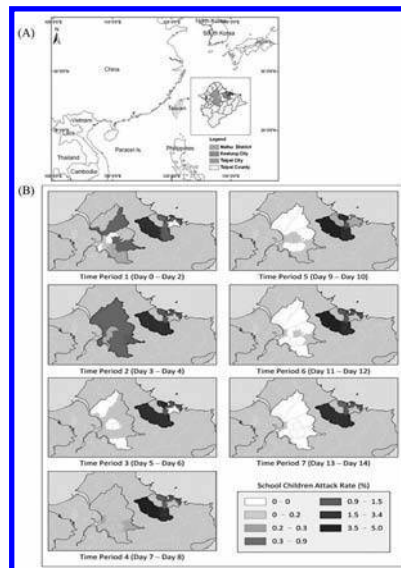 (A)
North Korea
South Korea
China
Taiwan
Vietnam
Laos
Thailand
Paracel Is.
Philippines
Cambodia
Legend
Neihu District
Keelung City
Taipei City
Taipei County
(B)
Time Period 1 (Day 0 – Day 2)
Time Period 5 (Day 9 – Day 10)
Time Period 2 (Day 3 – Day 4)
Time Period 6 (Day 11 – Day 12)
Time Period 3 (Day 5 – Day 6)
Time Period 7 (Day 13 – Day 14)
Time Period 4 (Day 7 – Day 8)
School Children Attack Rate (%)
0 – 0
0.9 – 1.5
0 – 0.2
1.5 – 3.4
0.2 – 0.3
3.5 – 5.0
0.3 – 0.9